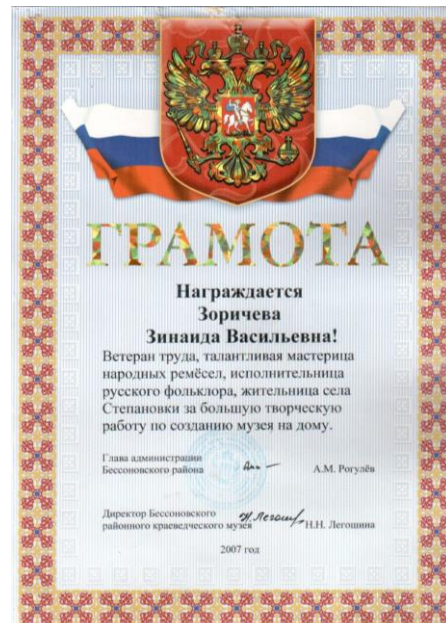 ГРАМОТА
Награждается
Зоричева
Зинаида Васильевна!
Ветеран труда, талантливая мастерица
народных ремёсел, исполнительница
русского фольклора, жительница села
Степановки за большую творческую
работу по созданию музея на дому.
Глава администрации
Бессоновского района А.М. Рогулёв
Директор Бессоновского
районного краеведческого музея Н.Н. Легошина
2007 год